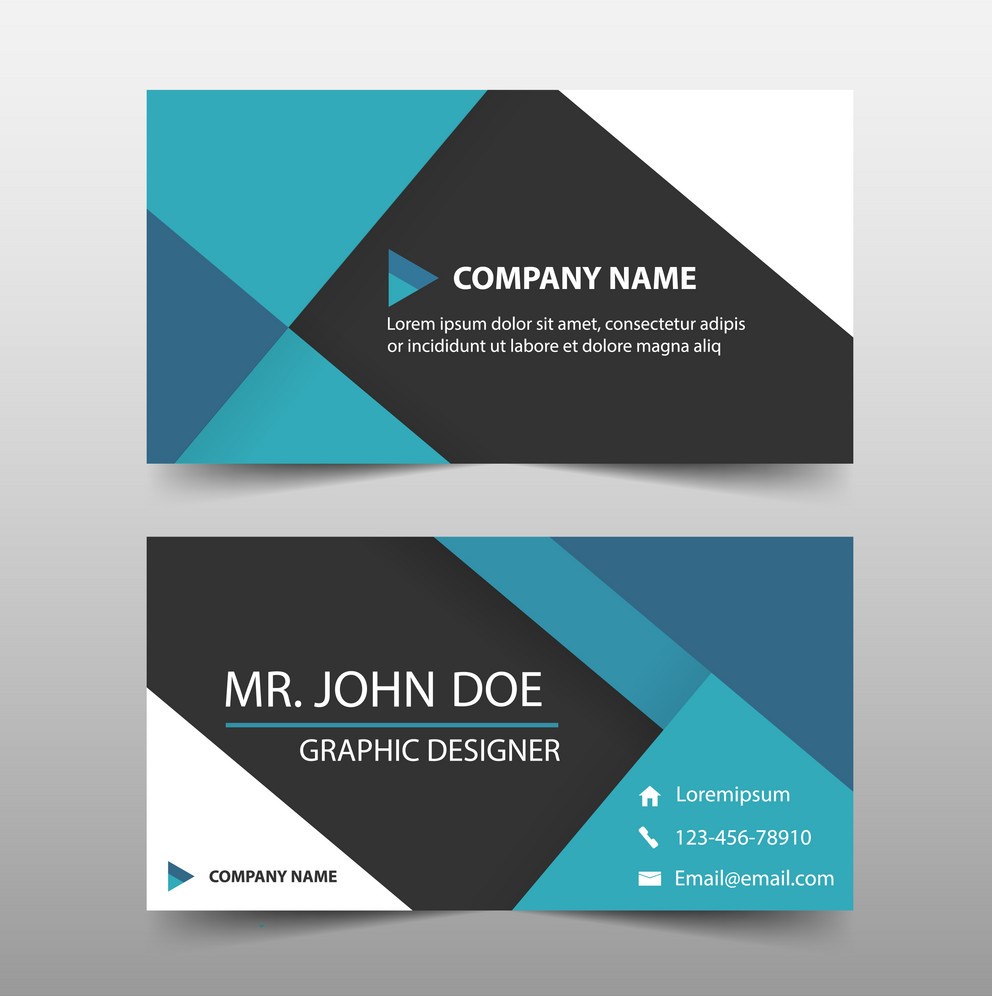 COMPANY NAME
Lorem ipsum dolor sit amet, consectetur adipis
or incididunt ut labore et dolore magna aliq
MR. JOHN DOE
GRAPHIC DESIGNER
Loremipsum
123-456-78910
Email@email.com
COMPANY NAME